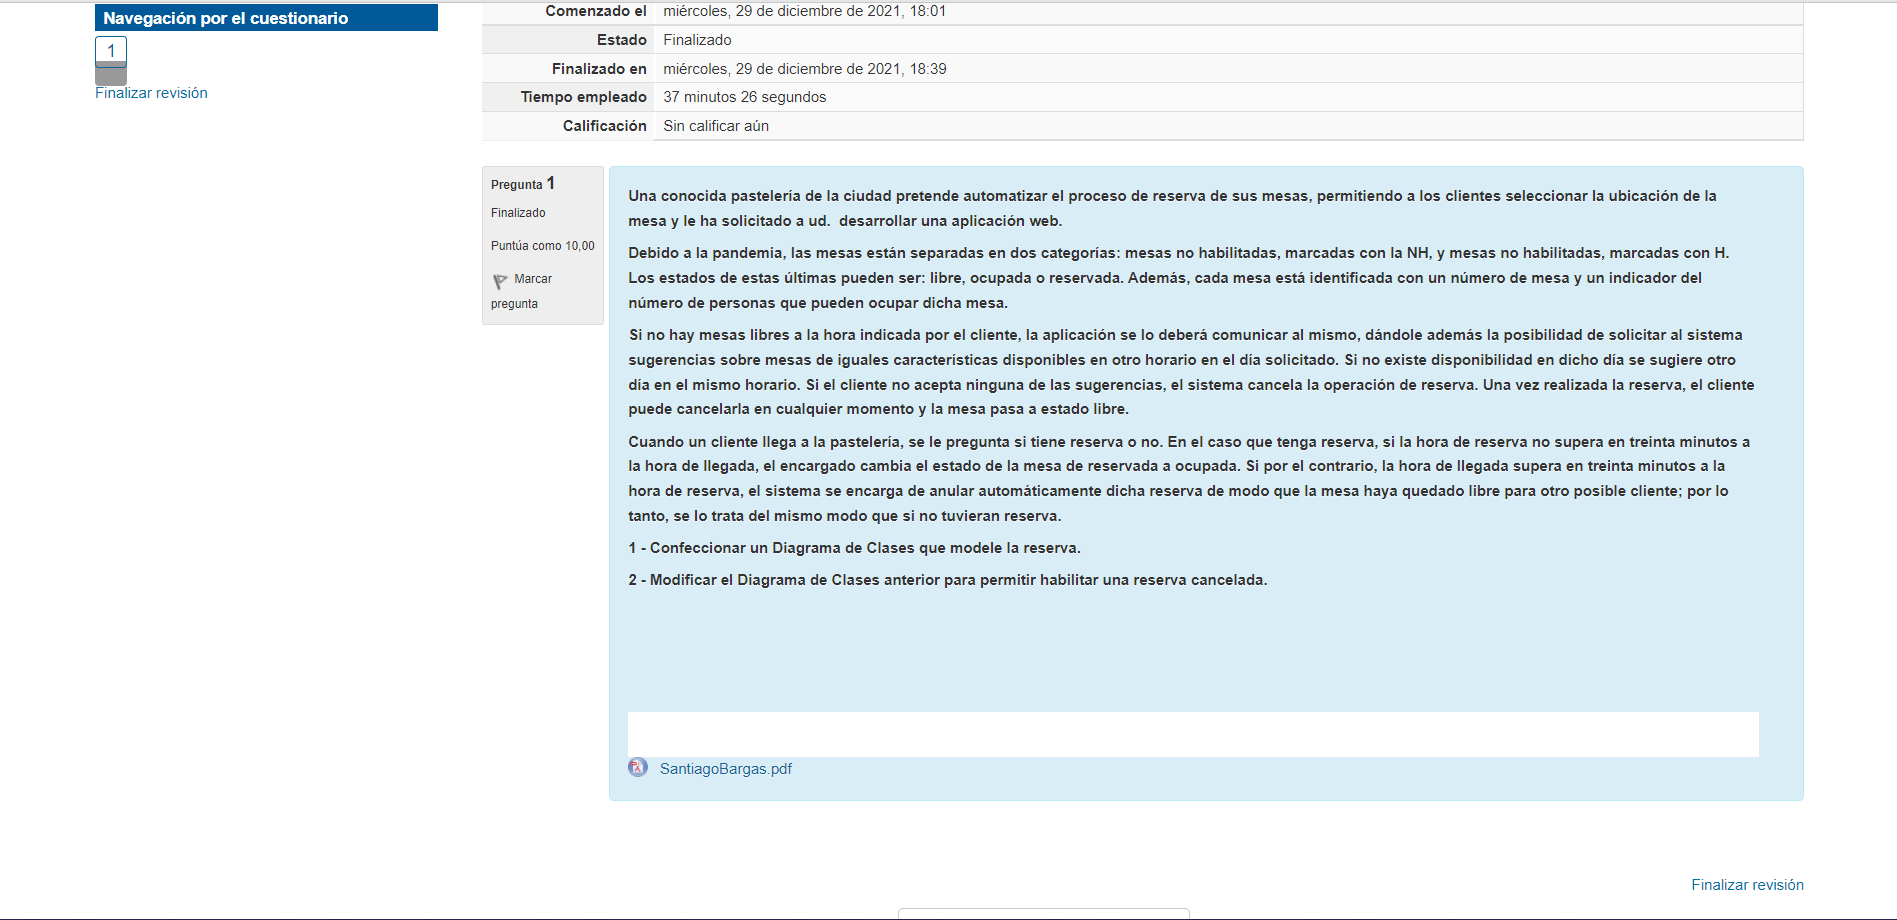 Navegación por el cuestionario
1
Finalizar revisión
Comenzado el miércoles, 29 de diciembre de 2021, 18:01
Estado Finalizado
Finalizado en miércoles, 29 de diciembre de 2021, 18:39
Tiempo empleado 37 minutos 26 segundos
Calificación Sin calificar aún
Pregunta 1
Finalizado
Puntúa como 10,00
Marcar
pregunta
Una conocida pastelería de la ciudad pretende automatizar el proceso de reserva de sus mesas, permitiendo a los clientes seleccionar la ubicación de la
mesa y le ha solicitado a ud. desarrollar una aplicación web.
Debido a la pandemia, las mesas están separadas en dos categorías: mesas no habilitadas, marcadas con la NH, y mesas no habilitadas, marcadas con H.
Los estados de estas últimas pueden ser: libre, ocupada o reservada. Además, cada mesa está identificada con un número de mesa y un indicador del
número de personas que pueden ocupar dicha mesa.
Si no hay mesas libres a la hora indicada por el cliente, la aplicación se lo deberá comunicar al mismo, dándole además la posibilidad de solicitar al sistema
sugerencias sobre mesas de iguales características disponibles en otro horario en el día solicitado. Si no existe disponibilidad en dicho día se sugiere otro
día en el mismo horario. Si el cliente no acepta ninguna de las sugerencias, el sistema cancela la operación de reserva. Una vez realizada la reserva, el cliente
puede cancelarla en cualquier momento y la mesa pasa a estado libre.
Cuando un cliente llega a la pastelería, se le pregunta si tiene reserva o no. En el caso que tenga reserva, si la hora de reserva no supera en treinta minutos a
la hora de llegada, el encargado cambia el estado de la mesa de reservada a ocupada. Si por el contrario, la hora de llegada supera en treinta minutos a la
hora de reserva, el sistema se encarga de anular automáticamente dicha reserva de modo que la mesa haya quedado libre para otro posible cliente; por lo
tanto, se lo trata del mismo modo que si no tuvieran reserva.
1 - Confeccionar un Diagrama de Clases que modele la reserva.
2 - Modificar el Diagrama de Clases anterior para permitir habilitar una reserva cancelada.
SantiagoBargas.pdf
Finalizar revisión